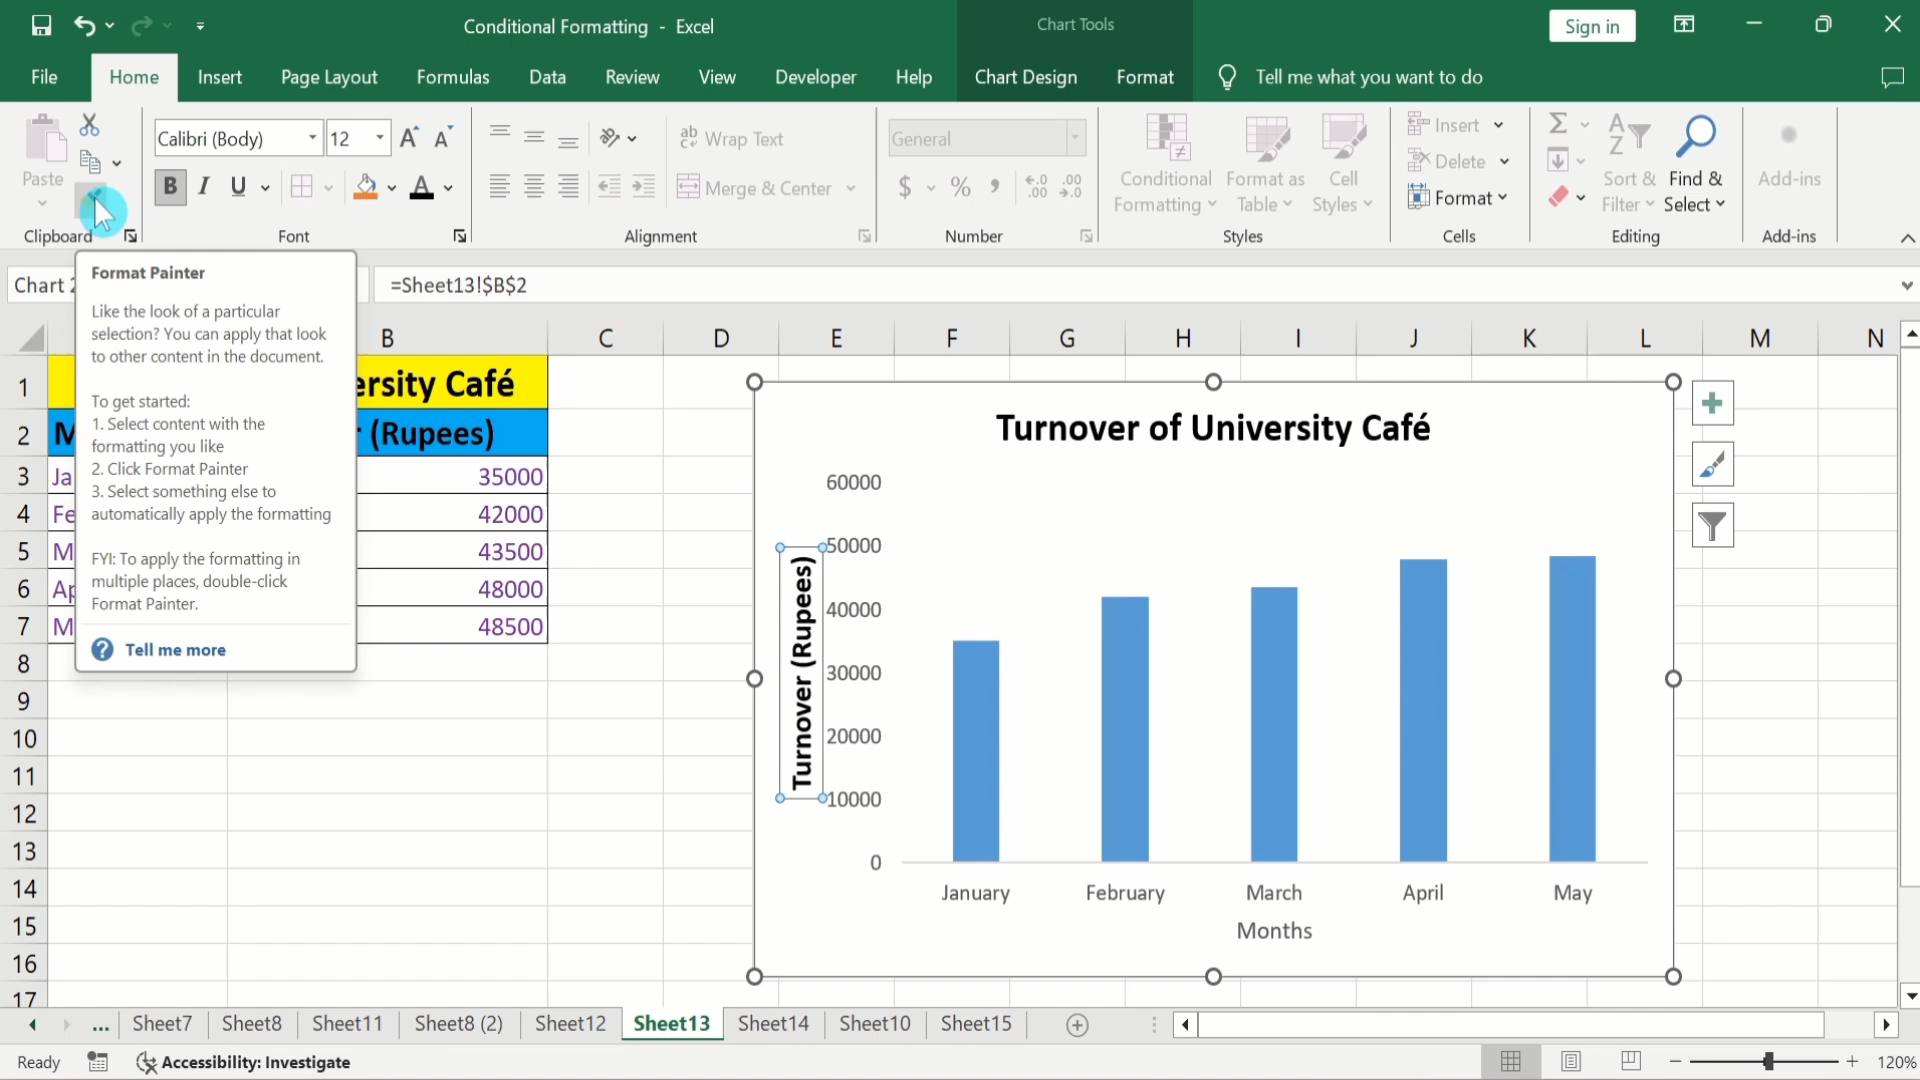 Conditional Formatting - Excel
Chart Tools
Sign in
File Home Insert Page Layout Formulas Data Review View Developer Help Chart Design Format Tell me what you want to do
Calibri (Body) 12
ab Wrap Text
General
Insert
Delete
Format
Paste
B I U A
Merge & Center
$ % ,
Conditional Formatting
Format as Table
Cell Styles
Sort & Filter
Find & Select
Add-ins
Clipboard Font Alignment Number Styles Cells Editing Add-ins
Chart 2
=Sheet13!$B$2
Format Painter
Like the look of a particular
selection? You can apply that look
to other content in the document.
To get started:
1. Select content with the
formatting you like
2. Click Format Painter
3. Select something else to
automatically apply the formatting
FYI: To apply the formatting in
multiple places, double-click
Format Painter.
? Tell me more
B C D E F G H I J K L M N
1 ersity Café
2 M r (Rupees)
3 Ja 35000
4 Fe 42000
5 M 43500
6 Ap 48000
7 M 48500
8
9
10
11
12
13
14
15
16
17
Turnover of University Café
Turnover (Rupees)
60000
50000
40000
30000
20000
10000
0
January February March April May
Months
... Sheet7 Sheet8 Sheet11 Sheet8 (2) Sheet12 Sheet13 Sheet14 Sheet10 Sheet15
Ready Accessibility: Investigate 120%